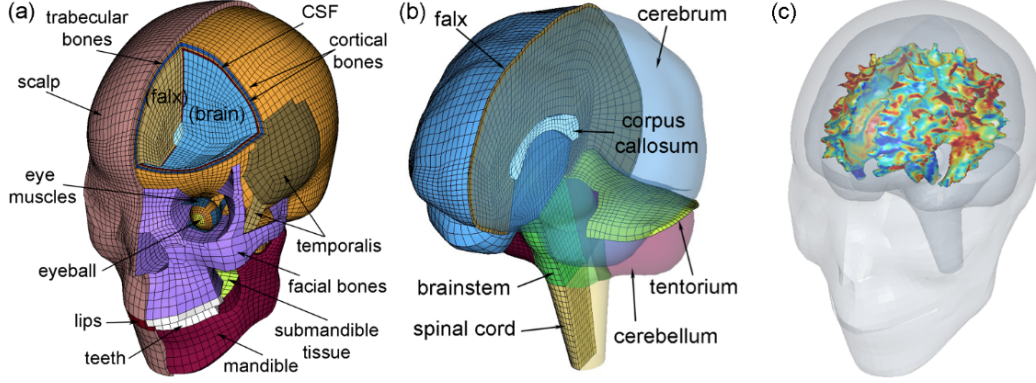 (a)
trabecular
bones
CSF
cortical
bones
scalp
(falx)
(brain)
eye
muscles
temporalis
eyeball
facial bones
lips
submandible
tissue
teeth
mandible
(b)
falx
cerebrum
corpus
callosum
brainstem
tentorium
spinal cord
cerebellum
(c)